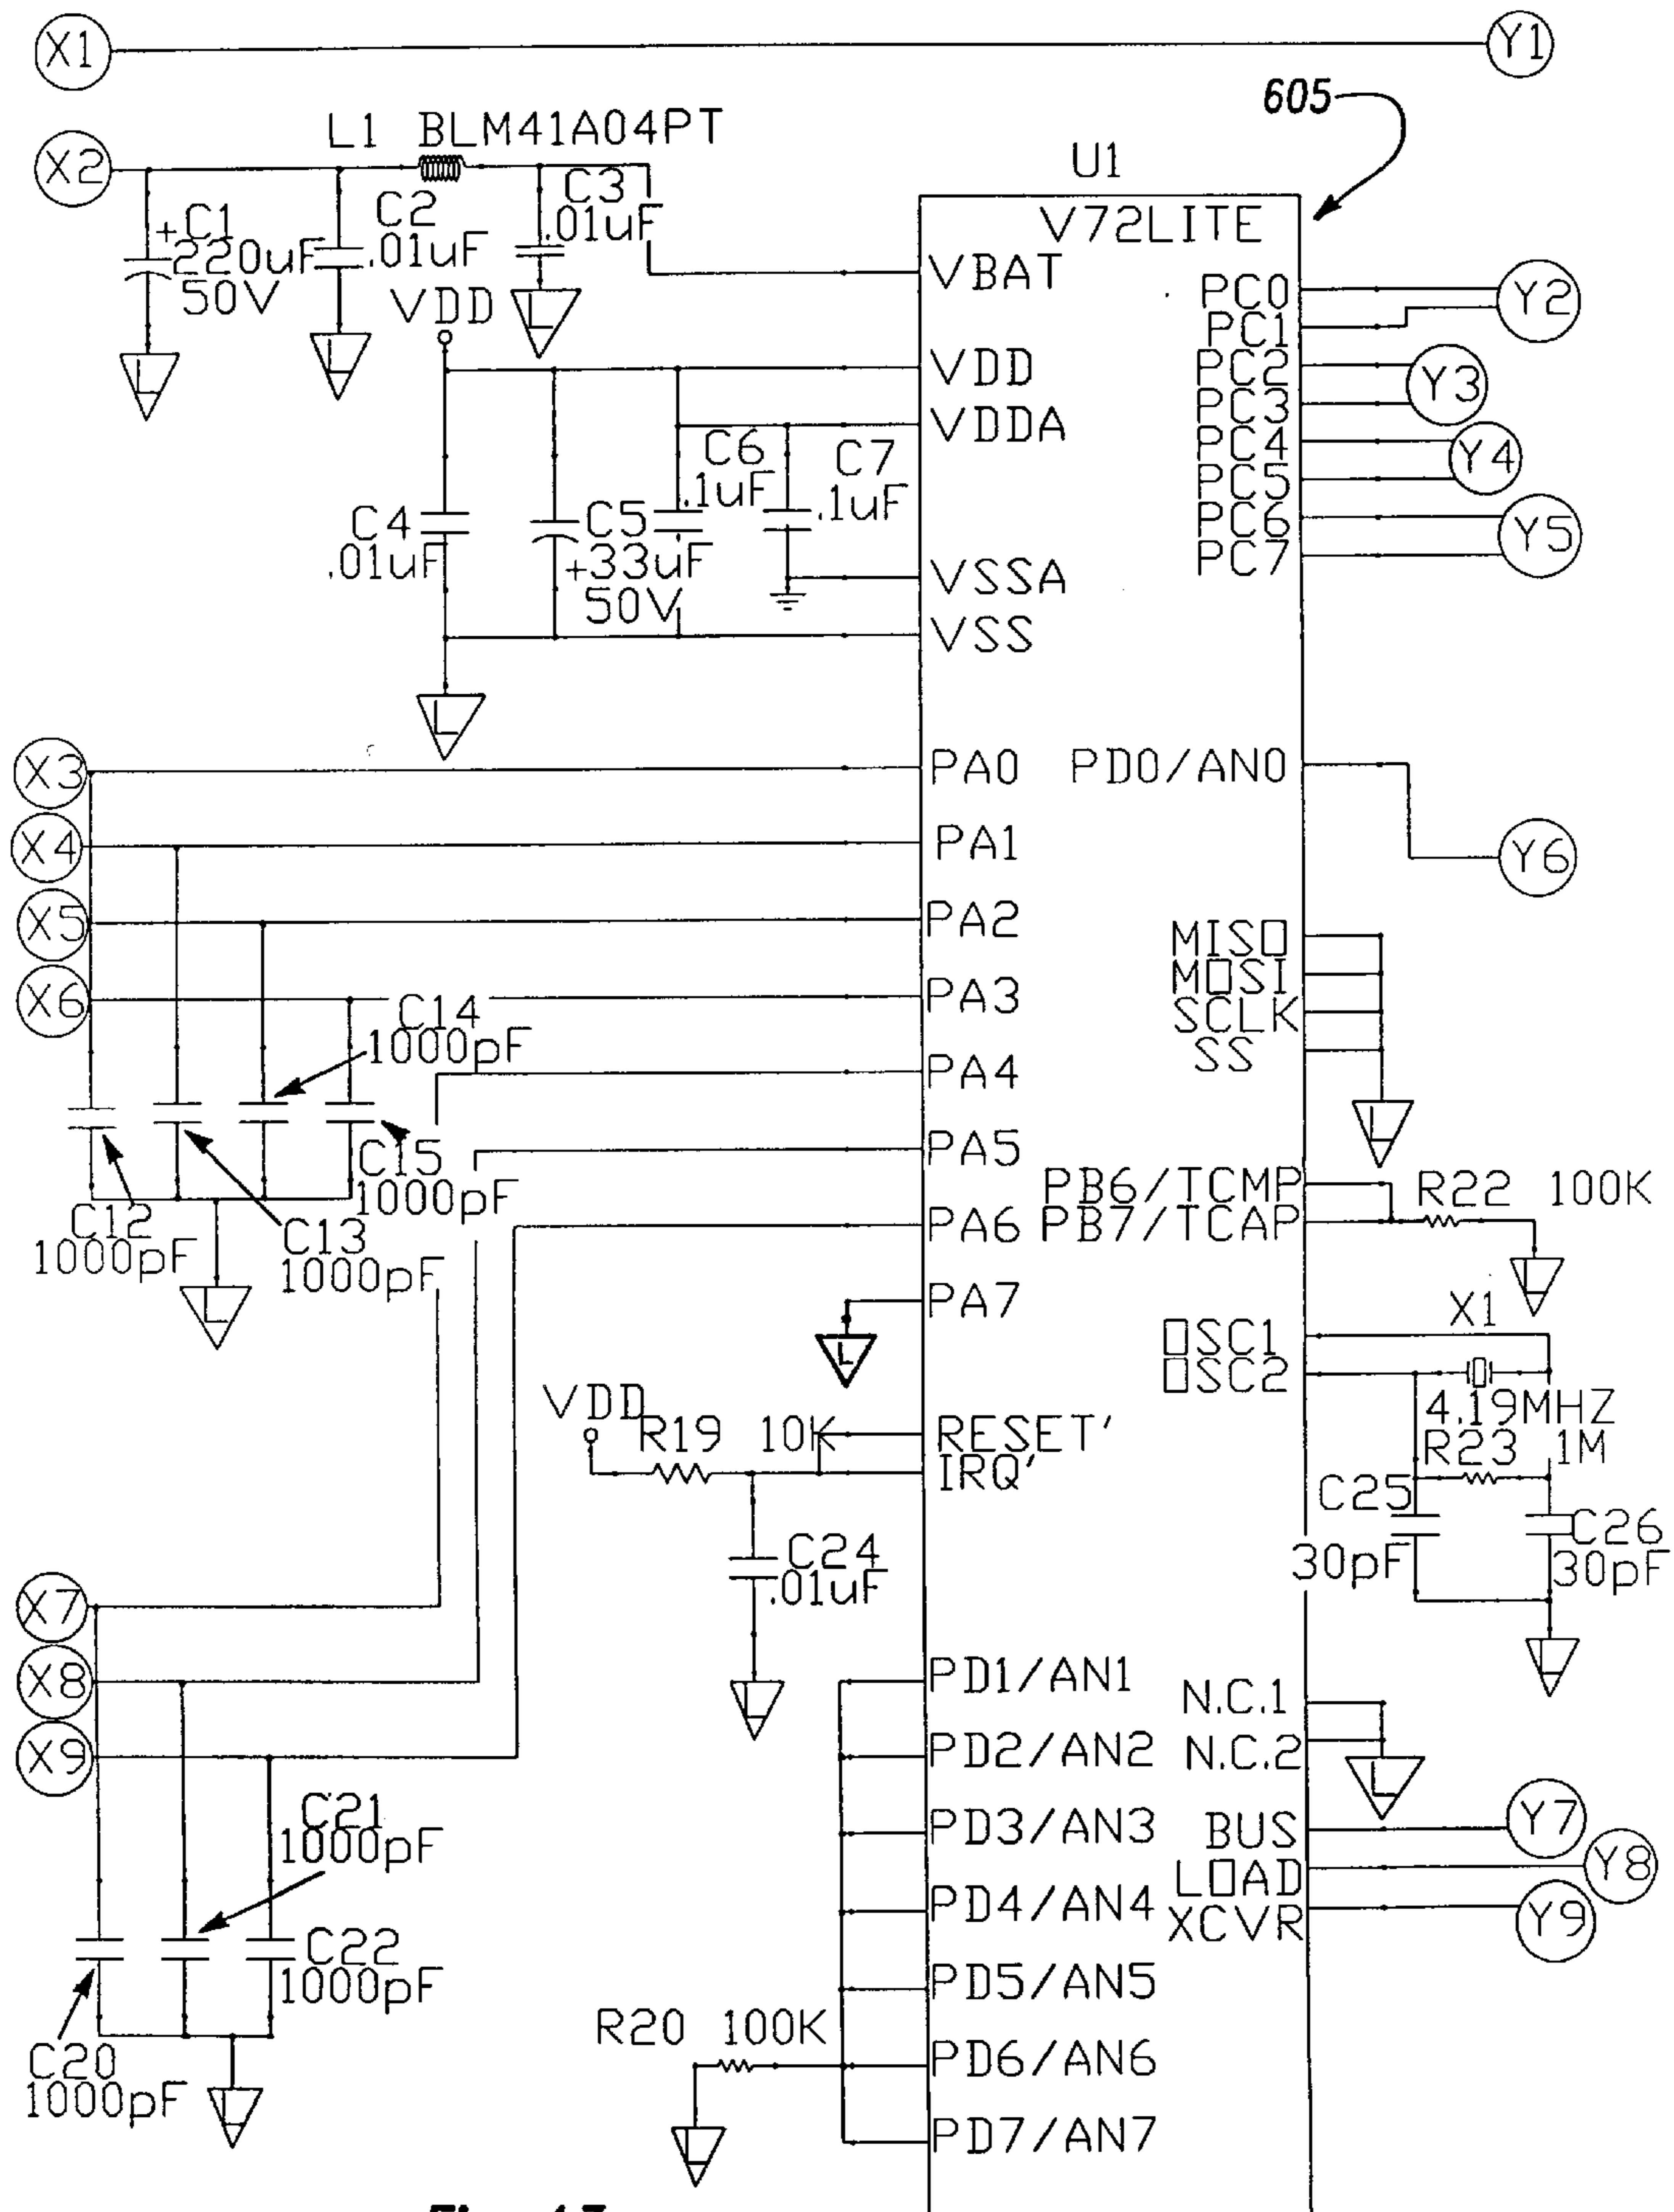 X1 Y1
605
L1 BLM41A04PT
X2
U1
V72LITE
+C1
220uF
50V
C2
.01uF
C3
.01uF
VDD
VBAT
VDD
VDDA
VSSA
VSS
C4
.01uF
C5
+33uF
50V
C6
.1uF
C7
.1uF
PC0
PC1
PC2
PC3
PC4
PC5
PC6
PC7
Y2
Y3
Y4
Y5
X3
X4
X5
X6
PA0
PA1
PA2
PA3
PA4
PA5
PA6
PA7
PD0/AN0
Y6
MISO
MOSI
SCLK
SS
L
L
L
L
L
C14
1000pF
C15
1000pF
C12
1000pF
C13
1000pF
L
L
L
PB6/TCMP
PB7/TCAP
R22 100K
L
X1
OSC1
OSC2
4.19MHZ
R23 1M
C25
30pF
C26
30pF
L
VDD
R19 10K
RESET'
IRQ'
C24
.01uF
L
X7
X8
X9
PD1/AN1
PD2/AN2
PD3/AN3
PD4/AN4
PD5/AN5
PD6/AN6
PD7/AN7
N.C.1
N.C.2
L
BUS
LOAD
XCVR
Y7
Y8
Y9
C21
1000pF
C22
1000pF
C20
1000pF
L
R20 100K
L